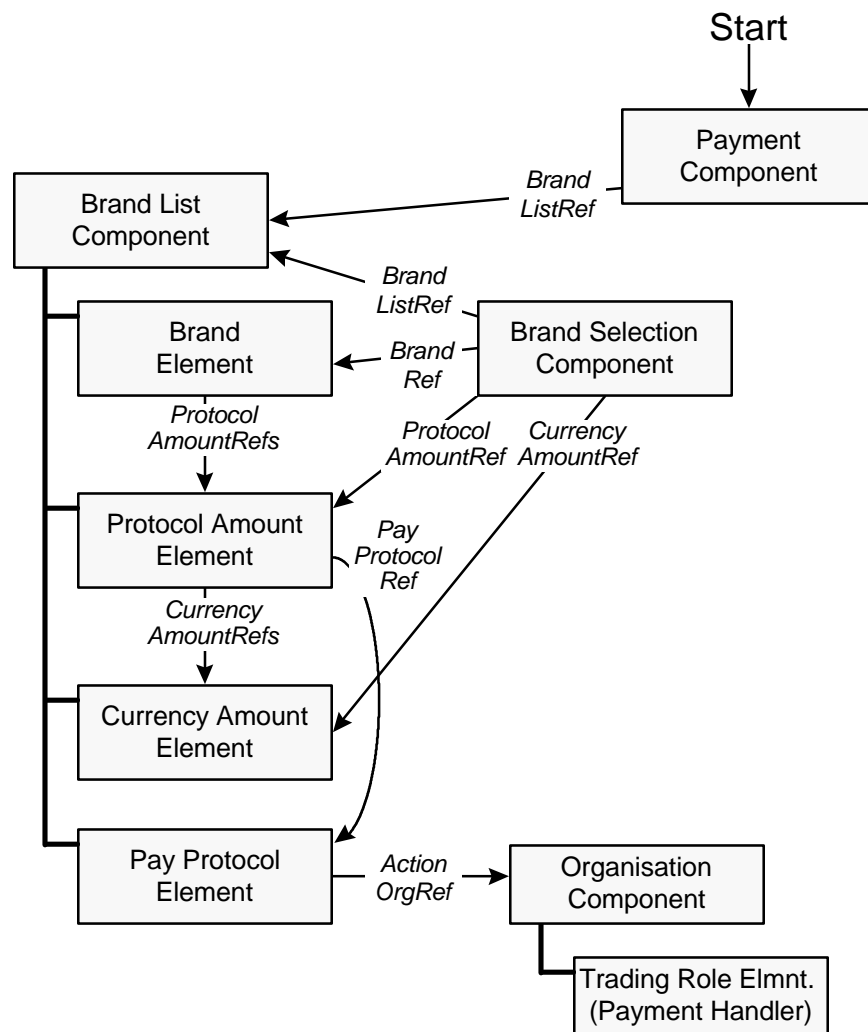 Start
Payment
Component
Brand
ListRef
Brand List
Component
Brand
ListRef
Brand
Element
Brand
Ref
Brand Selection
Component
Protocol
AmountRefs
Protocol
AmountRef
Currency
AmountRef
Protocol Amount
Element
Pay
Protocol
Ref
Currency
AmountRefs
Currency Amount
Element
Pay Protocol
Element
Action
OrgRef
Organisation
Component
Trading Role Elmnt.
(Payment Handler)